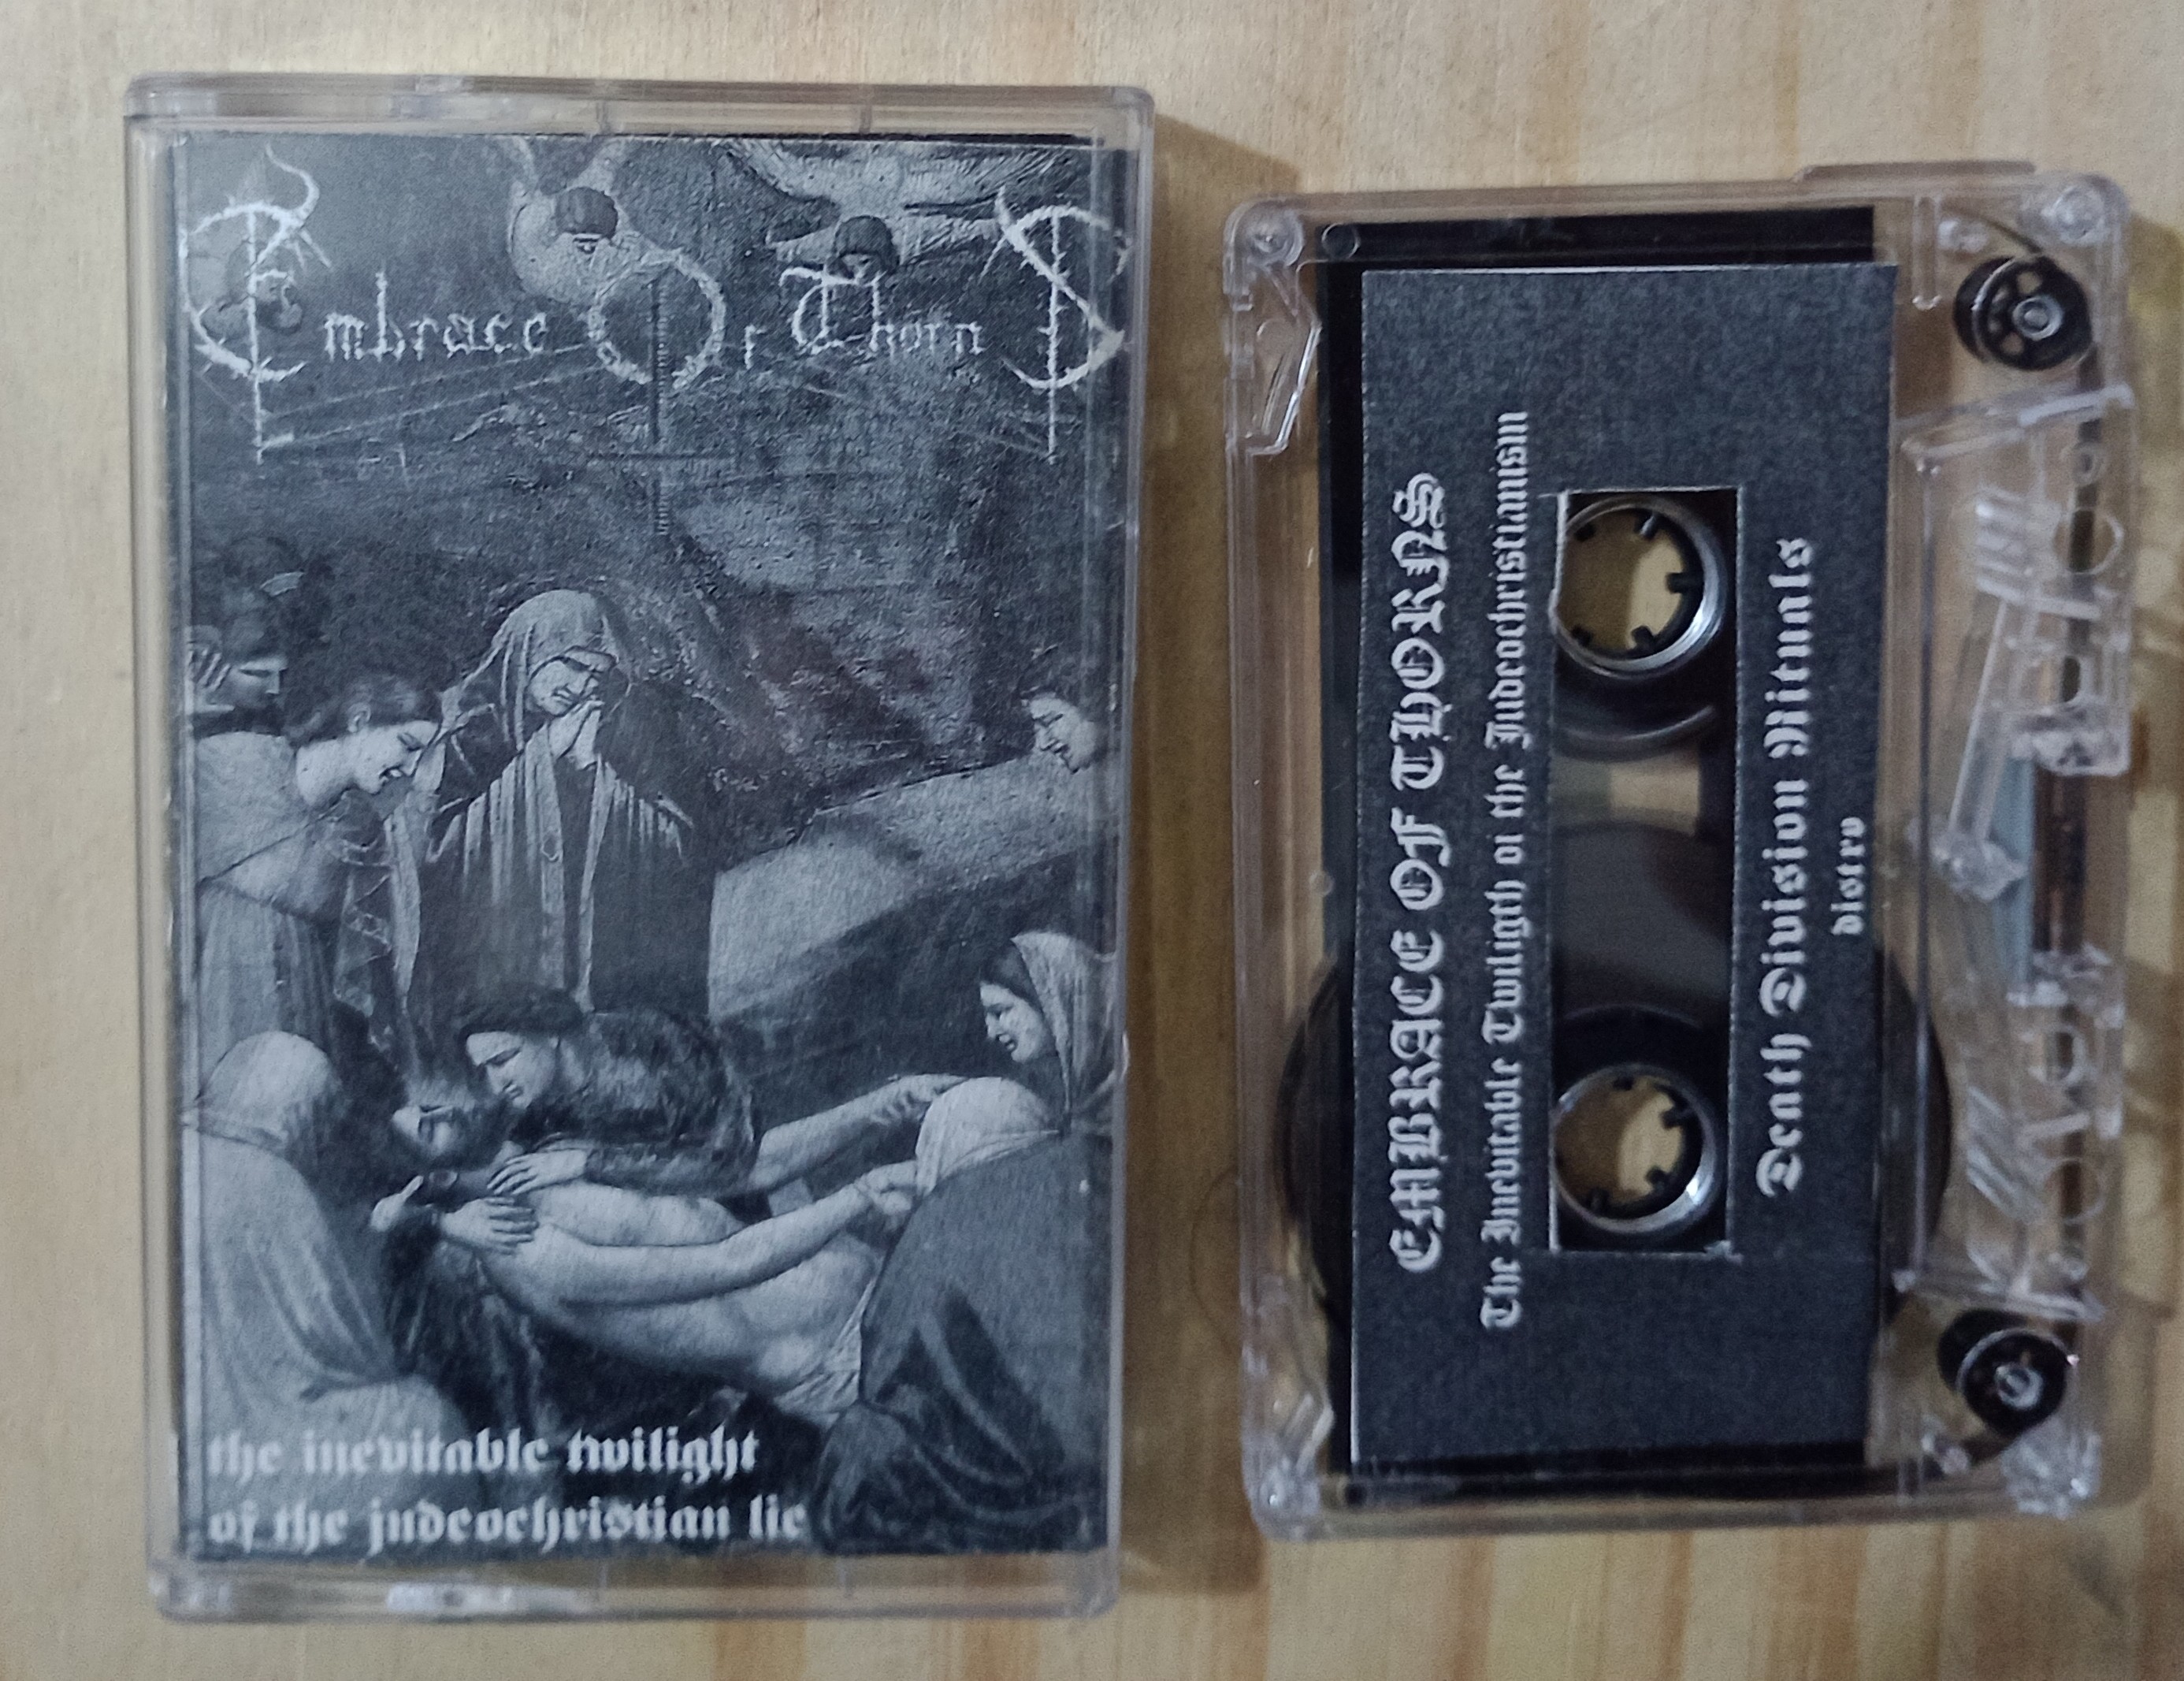 Embrace Of Thorns
the inevitable twilight
of the judeochristian lie
EMBRACE OF THORNS
The Inevitable Twiligth of the Judeochristianism
Death Division Rituals
distro